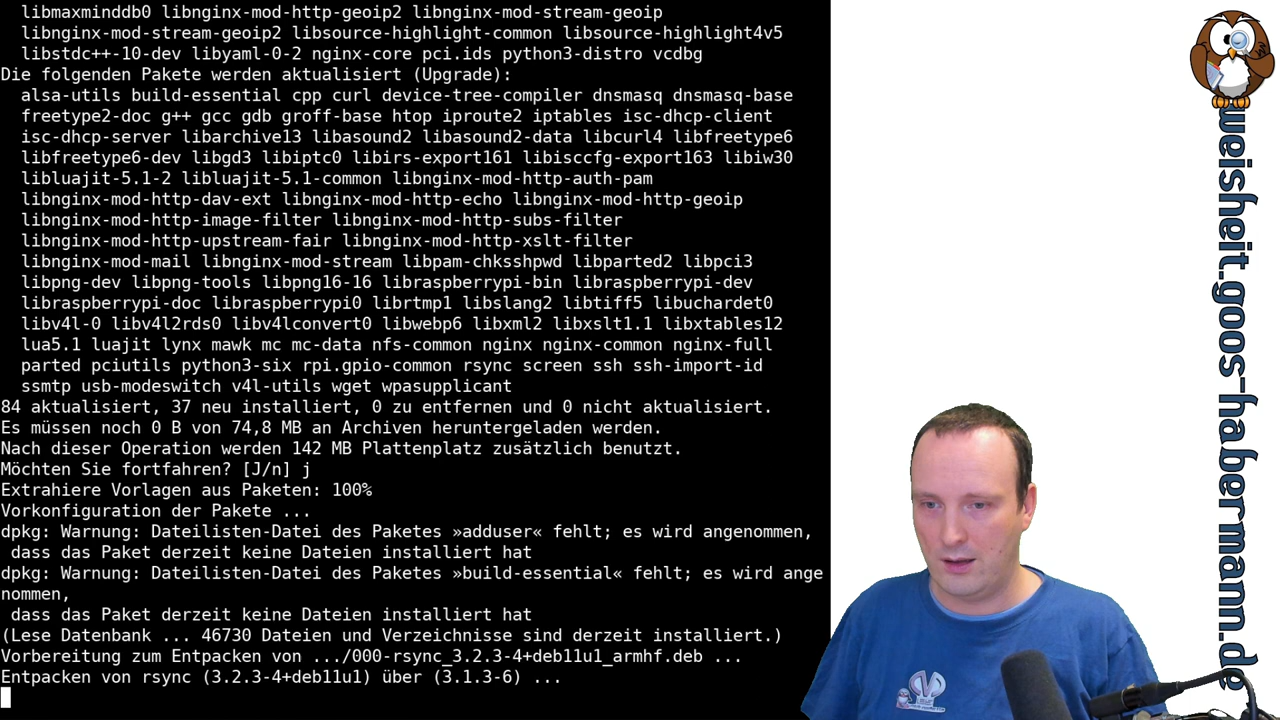 libmaxminddb0 libnginx-mod-http-geoip2 libnginx-mod-stream-geoip
libnginx-mod-stream-geoip2 libsource-highlight-common libsource-highlight4v5
libstdc++-10-dev libyaml-0-2 nginx-core pci.ids python3-distro vcdbg
Die folgenden Pakete werden aktualisiert (Upgrade):
alsa-utils build-essential cpp curl device-tree-compiler dnsmasq dnsmasq-base
freetype2-doc g++ gcc gdb groff-base htop iproute2 iptables isc-dhcp-client
isc-dhcp-server libarchive13 libasound2 libasound2-data libcurl4 libfreetype6
libfreetype6-dev libgd3 libiptc0 libirs-export161 libisccfg-export163 libiw30
libluajit-5.1-2 libluajit-5.1-common libnginx-mod-http-auth-pam
libnginx-mod-http-dav-ext libnginx-mod-http-echo libnginx-mod-http-geoip
libnginx-mod-http-image-filter libnginx-mod-http-subs-filter
libnginx-mod-http-upstream-fair libnginx-mod-http-xslt-filter
libnginx-mod-mail libnginx-mod-stream libpam-chksshpwd libparted2 libpci3
libpng-dev libpng-tools libpng16-16 libraspberrypi-bin libraspberrypi-dev
libraspberrypi-doc libraspberrypi0 librtmp1 libslang2 libtiff5 libuchardet0
libv4l-0 libv4l2rds0 libv4lconvert0 libwebp6 libxml2 libxslt1.1 libxtables12
lua5.1 luajit lynx mawk mc mc-data nfs-common nginx nginx-common nginx-full
parted pciutils python3-six rpi.gpio-common rsync screen ssh ssh-import-id
ssmtp usb-modeswitch v4l-utils wget wpasupplicant
84 aktualisiert, 37 neu installiert, 0 zu entfernen und 0 nicht aktualisiert.
Es müssen noch 0 B von 74,8 MB an Archiven heruntergeladen werden.
Nach dieser Operation werden 142 MB Plattenplatz zusätzlich benutzt.
Möchten Sie fortfahren? [J/n] j
Extrahiere Vorlagen aus Paketen: 100%
Vorkonfiguration der Pakete ...
dpkg: Warnung: Dateilisten-Datei des Paketes »adduser« fehlt; es wird angenommen,
dass das Paket derzeit keine Dateien installiert hat.
dpkg: Warnung: Dateilisten-Datei des Paketes »build-essential« fehlt; es wird ange
nommen,
dass das Paket derzeit keine Dateien installiert hat.
(Lese Datenbank ... 46730 Dateien und Verzeichnisse sind derzeit installiert.)
Vorbereitung zum Entpacken von .../000-rsync_3.2.3-4+deb11u1_armhf.deb ...
Entpacken von rsync (3.2.3-4+deb11u1) über (3.1.3-6) ...
weisheit.goos-habermann.de